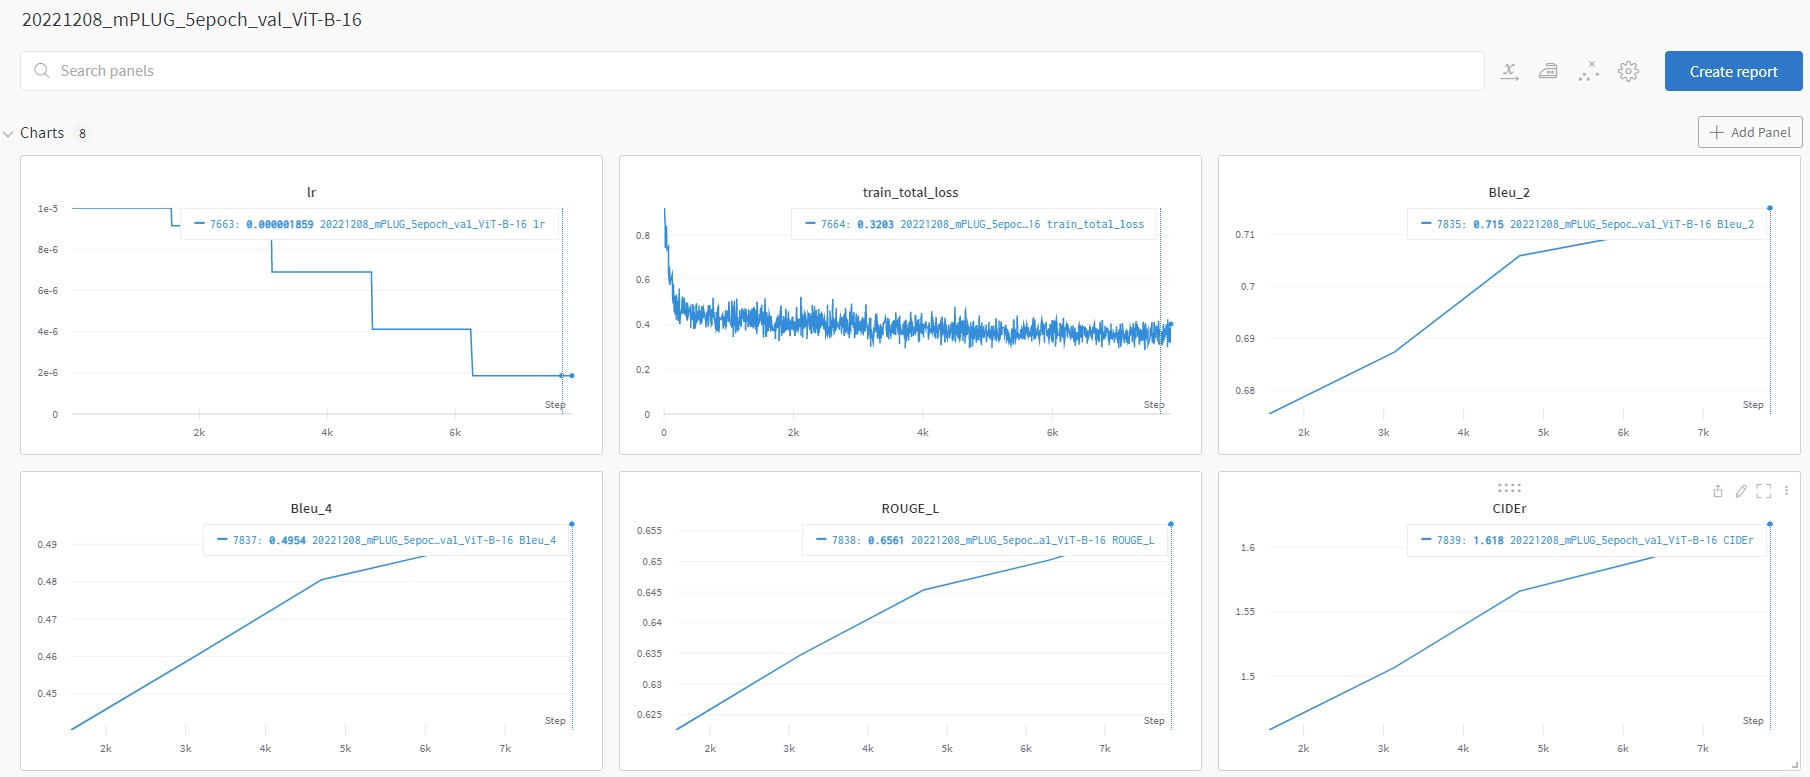 20221208_mPLUG_5epoch_val_ViT-B-16
Search panels
Create report
Charts 8
Add Panel
lr
1e-5
7663: 0.000001859 20221208_mPLUG_5epoch_val_ViT-B-16 lr
8e-6
6e-6
4e-6
2e-6
0
Step
2k 4k 6k
train_total_loss
7664: 0.3203 20221208_mPLUG_5epoc...16 train_total_loss
0.8
0.6
0.4
0.2
0
Step
0 2k 4k 6k
Bleu_2
7835: 0.715 20221208_mPLUG_5epoc...val_ViT-B-16 Bleu_2
0.71
0.7
0.69
0.68
Step
2k 3k 4k 5k 6k 7k
Bleu_4
7837: 0.4954 20221208_mPLUG_5epoc...val_ViT-B-16 Bleu_4
0.49
0.48
0.47
0.46
0.45
Step
2k 3k 4k 5k 6k 7k
ROUGE_L
0.655
7838: 0.6561 20221208_mPLUG_5epoc...al_ViT-B-16 ROUGE_L
0.65
0.645
0.64
0.635
0.63
0.625
Step
2k 3k 4k 5k 6k 7k
CIDEr
7839: 1.618 20221208_mPLUG_5epoch_val_ViT-B-16 CIDEr
1.6
1.55
1.5
Step
2k 3k 4k 5k 6k 7k